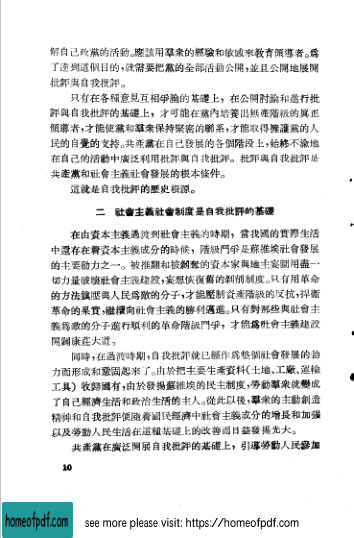 解自己政黨的活動。應該用羣衆的經驗和敏感來教育領導者。爲
了達到這個目的，就需要把黨的全部活動公開，並且公開地展開
批評與自我批評。
只有在各種意見互相爭論的基礎上，在公開討論和進行批
評與自我批評的基礎上，才可能在黨內培養出無產階級的眞正
領導者，才能使黨和羣衆保持緊密的聯系，才能取得擁護黨的人
民的自覺的支持。共產黨在自己發展的各個階段上，始終不渝地
在自己的活動中廣泛利用批評與自我批評。批評與自我批評是
共產黨和社會主義社會發展的根本條件。
這就是自我批評的歷史根源。
二 社會主義社會制度是自我批評的基礎
在由資本主義過渡到社會主義的時期，當我國的實際生活
中還存在着資本主義成分的時候，階級鬥爭是蘇維埃社會發展
的主要動力之一。被推翻和被剝奪的資本家與地主妄圖用盡一
切力量破壞社會主義建設，妄想恢復舊的剝削制度。只有用革命
的方法鎮壓與人民爲敵的分子，才能壓制資產階級的反抗，捍衞
革命的果實，繼續向社會主義的勝利邁進。只有對那些與社會主
義爲敵的分子進行順利的革命階級鬥爭，才能爲社會主義建設
開闢康莊大道。
同時，在過渡時期，自我批評就已經作爲整個社會發展的動
力而形成和鞏固起來了。由於把主要生產資料（土地、工廠、運輸
工具）收歸國有，由於發揚蘇維埃的民主制度，勞動羣衆就變成
了自己經濟生活和政治生活的主人。從此以後，羣衆的主動創造
精神和自我批評便隨着國民經濟中社會主義成分的增長和加强
以及勞動人民生活在這種基礎上的改善而日益發揚光大。
共產黨在廣泛開展自我批評的基礎上，引導勞動人民參加
10
homeofpdf.com
see more please visit: https://homeofpdf.com